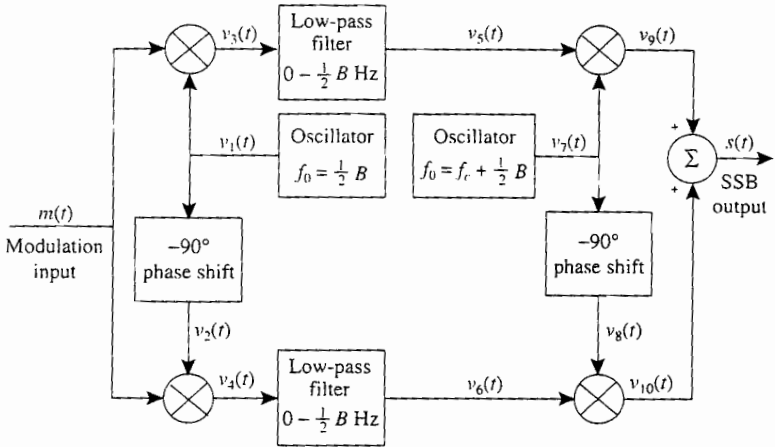 v₃(t)
Low-pass
filter
0 – ½ B Hz
v₅(t)
v₉(t)
v₁(t)
Oscillator
f₀ = ½ B
Oscillator
f₀ = f_c + ½ B
v₇(t)
+
Σ
+
s(t)
SSB
output
m(t)
Modulation
input
–90°
phase shift
–90°
phase shift
v₂(t)
v₈(t)
v₄(t)
Low-pass
filter
0 – ½ B Hz
v₆(t)
v₁₀(t)